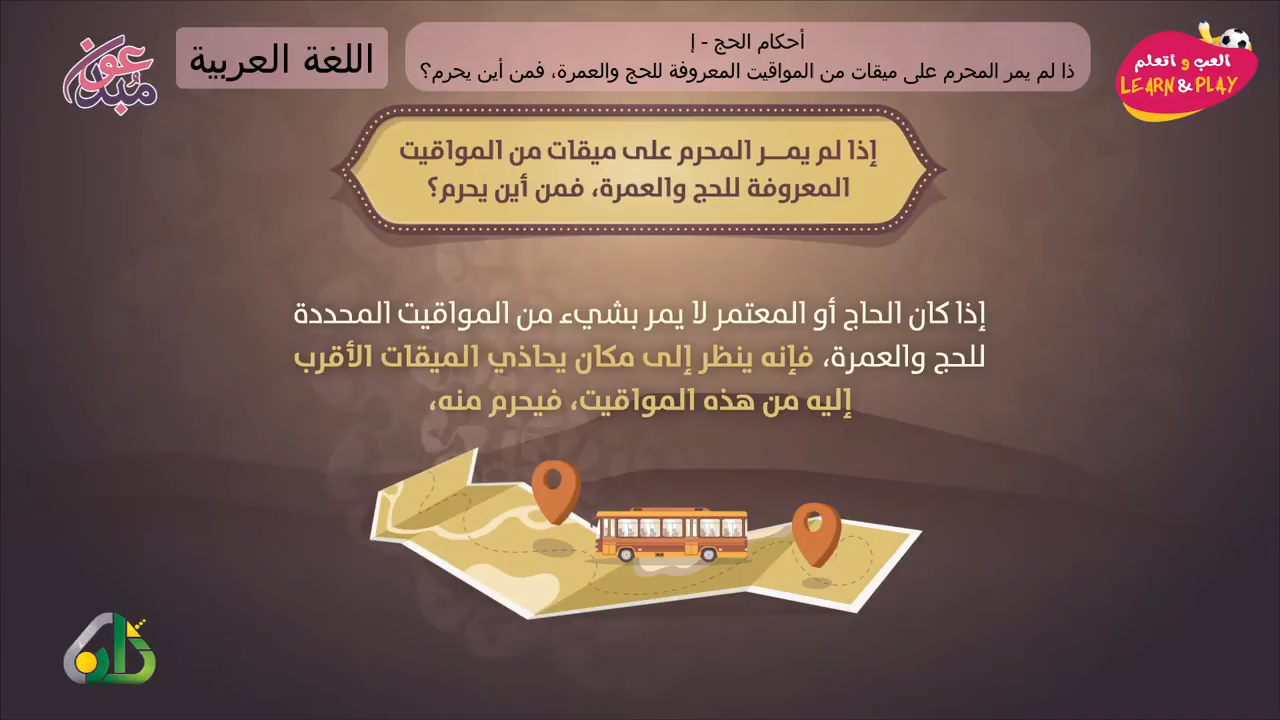 أحكام الحج - إ
ذا لم يمر المحرم على ميقات من المواقيت المعروفة للحج والعمرة، فمن أين يحرم؟
اللغة العربية
مبدعون
العب و اتعلم
LEARN & PLAY
إذا لم يمـــر المحرم على ميقات من المواقيت
المعروفة للحج والعمرة، فمن أين يحرم؟
إذا كان الحاج أو المعتمر لا يمر بشيء من المواقيت المحددة
للحج والعمرة، فإنه ينظر إلى مكان يحاذي الميقات الأقرب
إليه من هذه المواقيت، فيحرم منه،